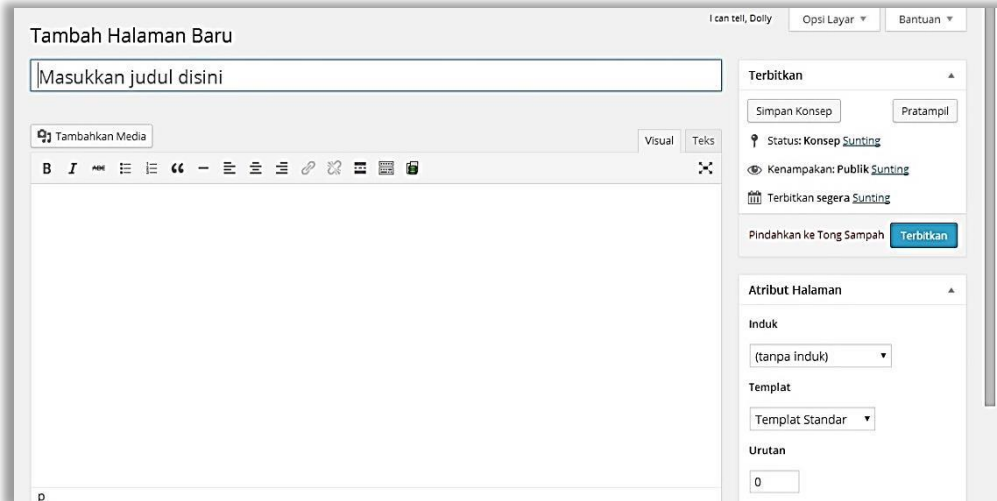 I can tell, Dolly
Opsi Layar
Bantuan
Tambah Halaman Baru
Masukkan judul disini
Tambahkan Media
Visual
Teks
B I ABC
p
Terbitkan
Simpan Konsep
Pratampil
Status: Konsep Sunting
Kenampakan: Publik Sunting
Terbitkan segera Sunting
Pindahkan ke Tong Sampah
Terbitkan
Atribut Halaman
Induk
(tanpa induk)
Templat
Templat Standar
Urutan
0